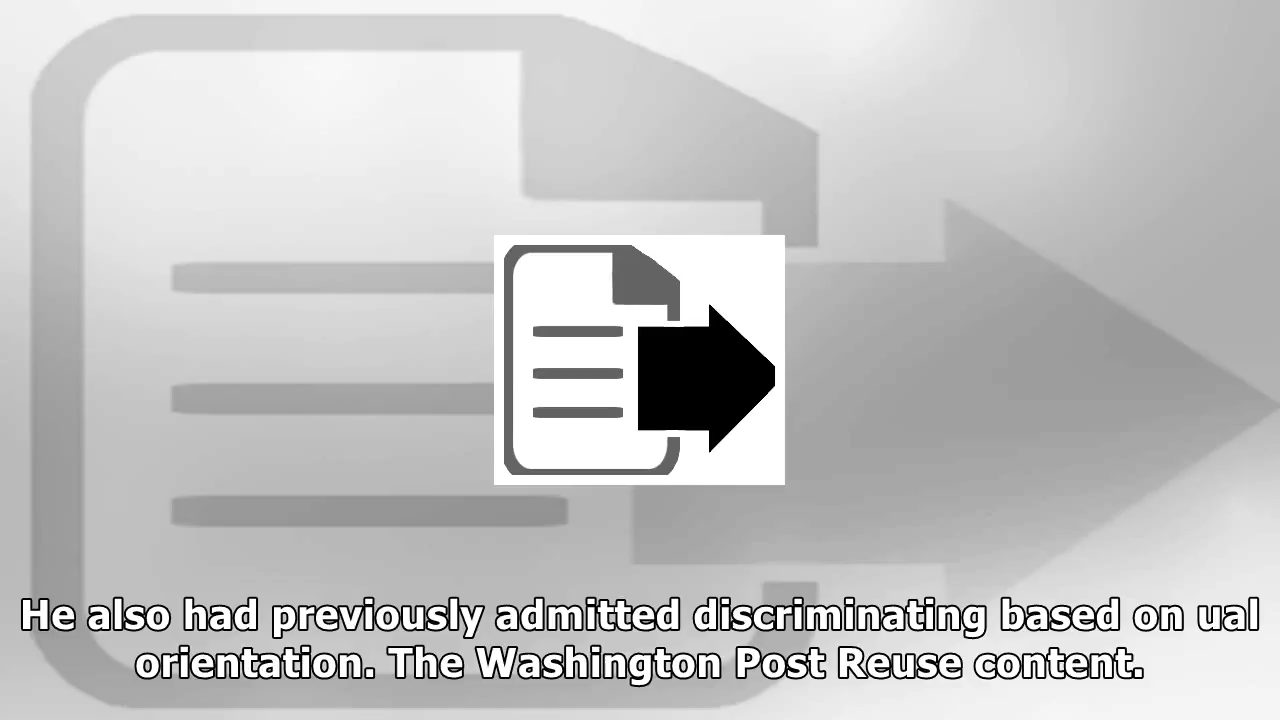 He also had previously admitted discriminating based on ual
orientation. The Washington Post Reuse content.